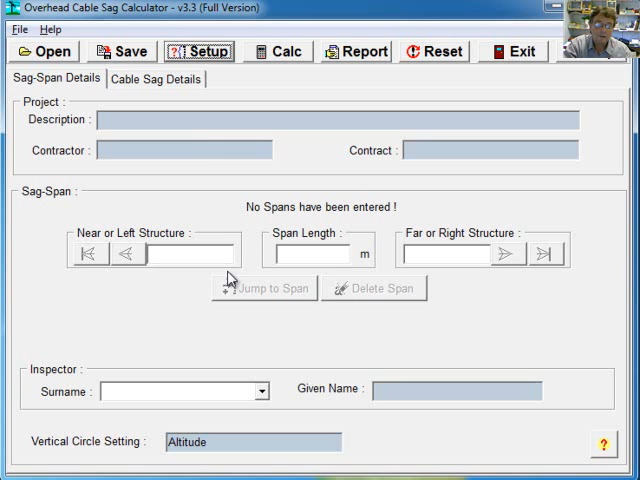 Overhead Cable Sag Calculator - v3.3 (Full Version)
File Help
Open Save Setup Calc Report Reset Exit
Sag-Span Details Cable Sag Details
Project :
Description :
Contractor : Contract :
Sag-Span :
No Spans have been entered !
Near or Left Structure : Span Length : Far or Right Structure :
m
Jump to Span Delete Span
Inspector :
Surname : Given Name :
Vertical Circle Setting : Altitude
?